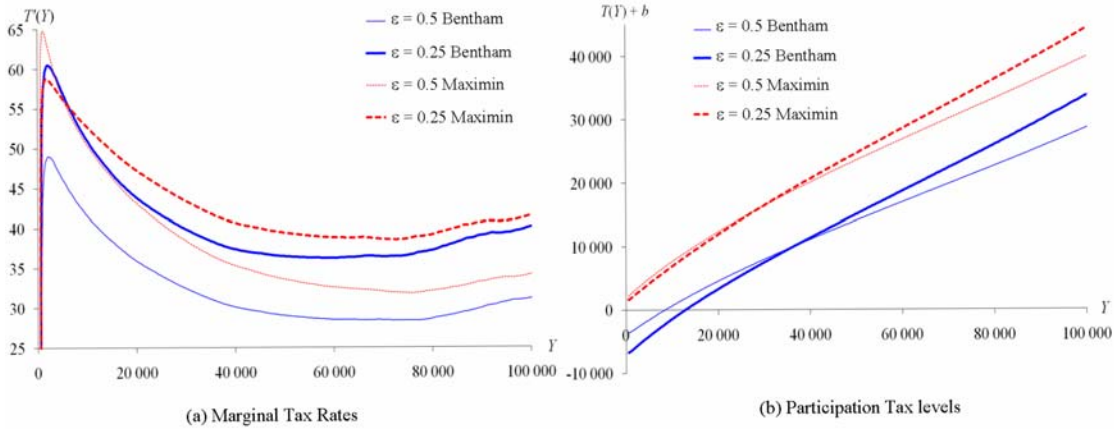 T'(Y)
65
60
55
50
45
40
35
30
25
ε = 0.5 Bentham
ε = 0.25 Bentham
ε = 0.5 Maximin
ε = 0.25 Maximin
Y
0
20 000
40 000
60 000
80 000
100 000
(a) Marginal Tax Rates
T(Y) + b
40 000
30 000
20 000
10 000
0
-10 000
ε = 0.5 Bentham
ε = 0.25 Bentham
ε = 0.5 Maximin
ε = 0.25 Maximin
Y
0
20 000
40 000
60 000
80 000
100 000
(b) Participation Tax levels